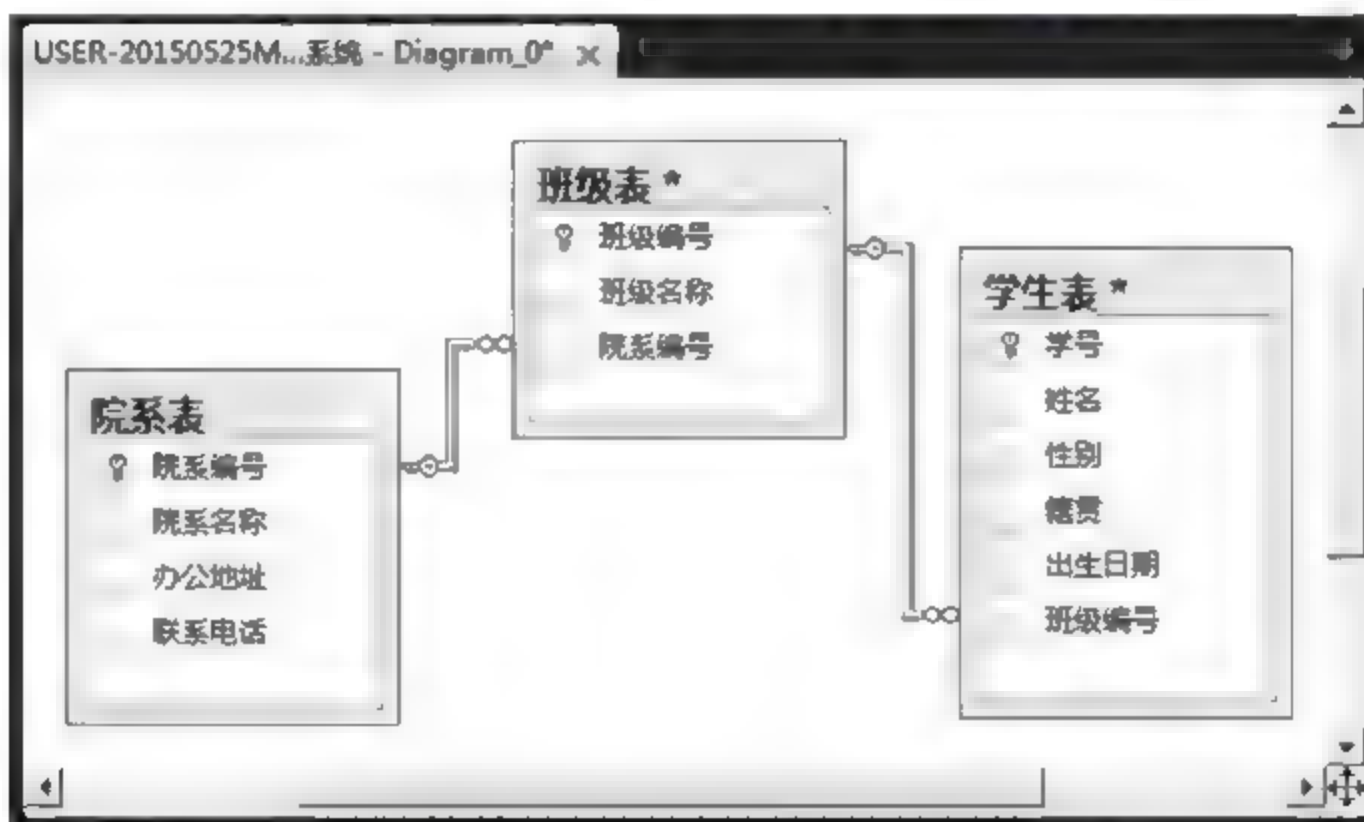 USER-20150525M...系统 - Diagram_0* ×
班级表 *
班级编号
班级名称
院系编号
学生表 *
学号
姓名
性别
籍贯
出生日期
班级编号
院系表
院系编号
院系名称
办公地址
联系电话